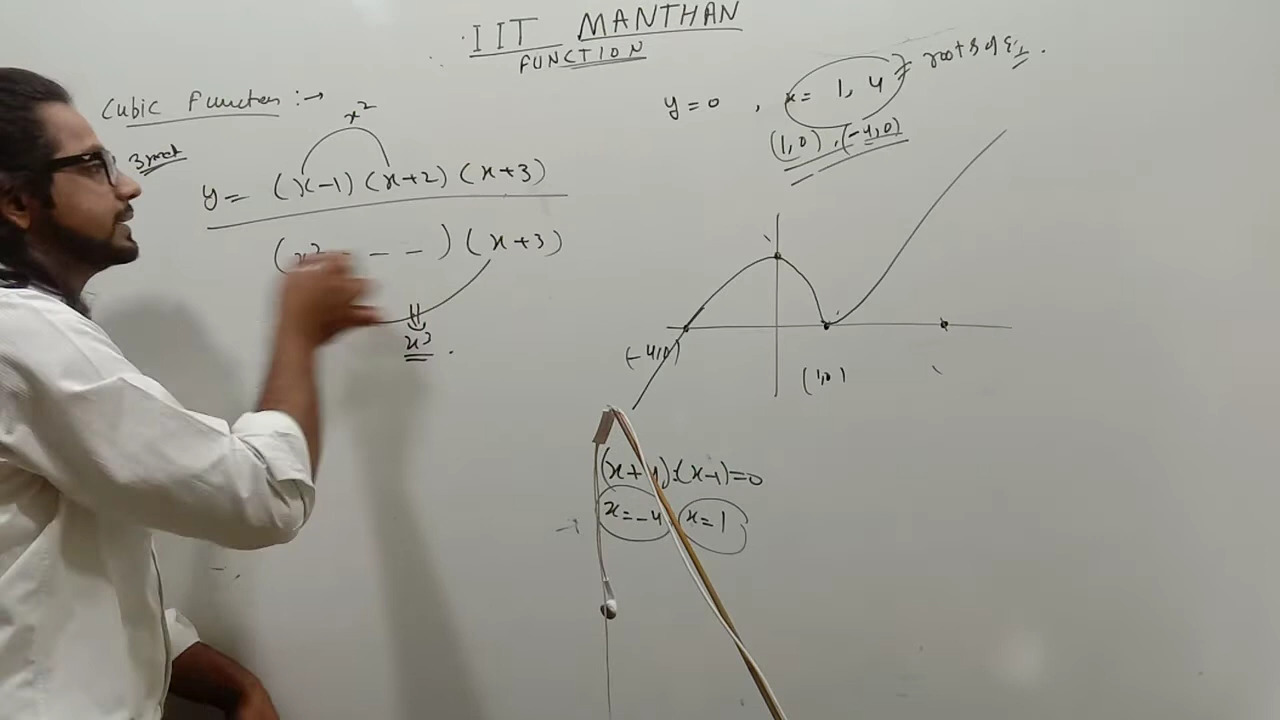 IIT MANTHAN
FUNCTION
Cubic Function :→
x²
y = (x-1) (x+2) (x+3)
(x² - - -) (x+3)
x³ .
y=0 , x= 1, 4
(1,0) , (-4,0)
(-4,0)
(1,0)
(x+4).(x-1)=0
x=-4 x=1